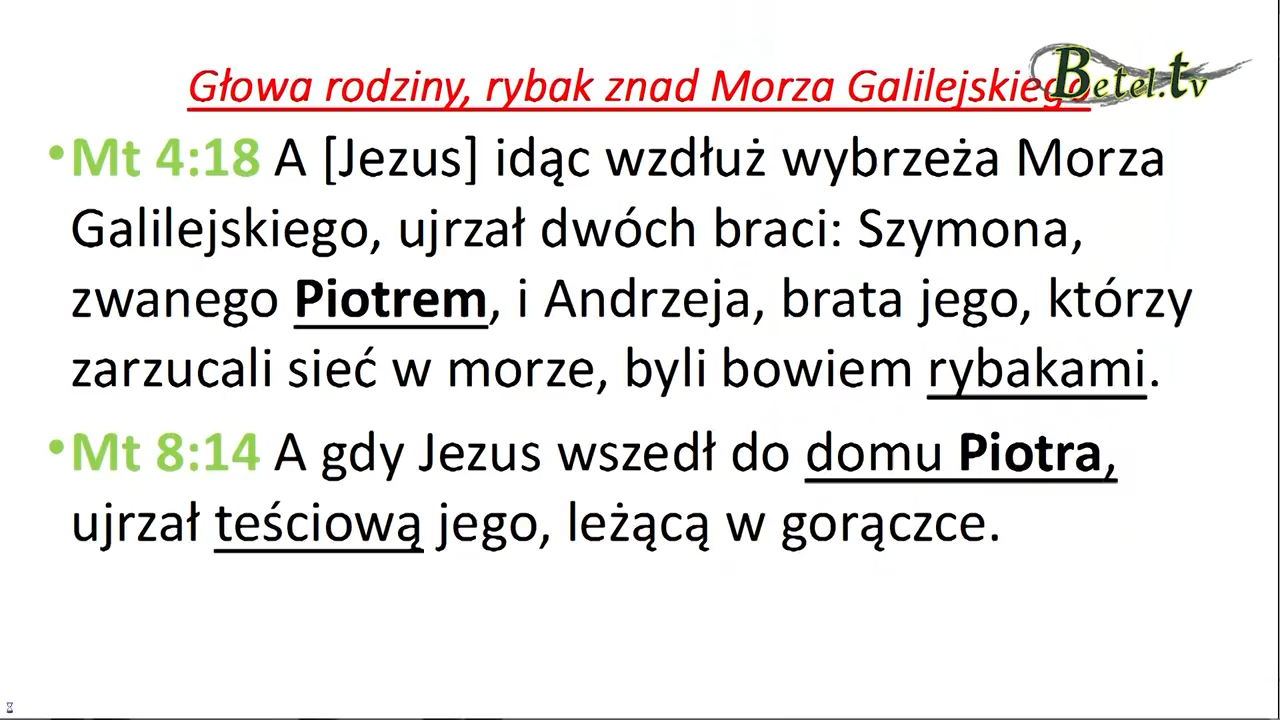 Głowa rodziny, rybak znad Morza Galilejskiego
Betel.tv
•Mt 4:18 A [Jezus] idąc wzdłuż wybrzeża Morza
Galilejskiego, ujrzał dwóch braci: Szymona,
zwanego Piotrem, i Andrzeja, brata jego, którzy
zarzucali sieć w morze, byli bowiem rybakami.
•Mt 8:14 A gdy Jezus wszedł do domu Piotra,
ujrzał teściową jego, leżącą w gorączce.